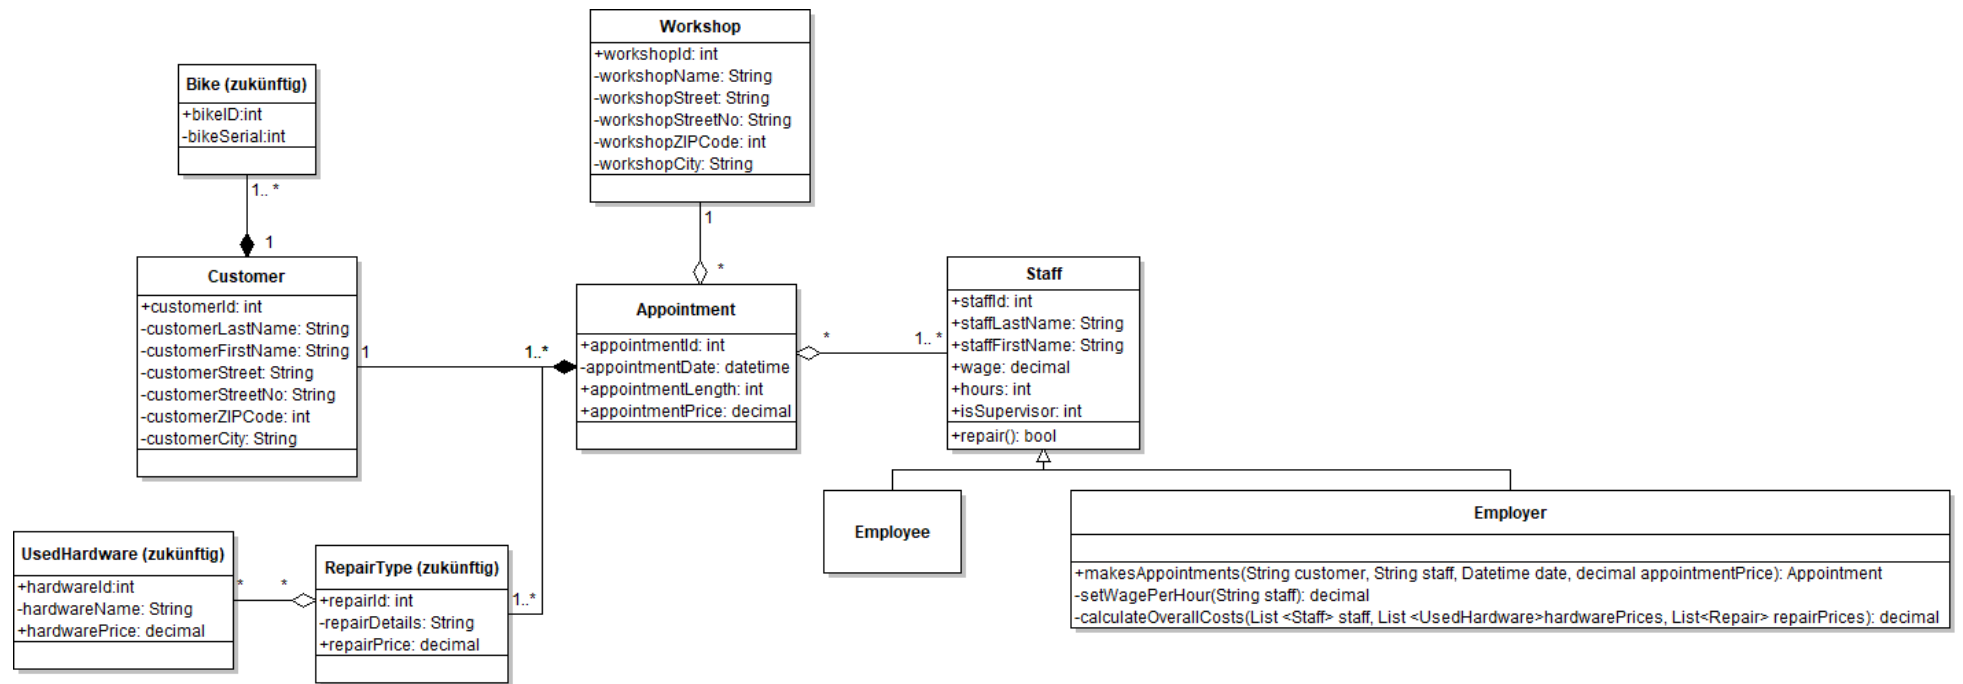 Workshop
+workshopId: int
-workshopName: String
-workshopStreet: String
-workshopStreetNo: String
-workshopZIPCode: int
-workshopCity: String
1
*
Bike (zukünftig)
+bikeID:int
-bikeSerial:int
1.. *
1
Customer
+customerId: int
-customerLastName: String
-customerFirstName: String
-customerStreet: String
-customerStreetNo: String
-customerZIPCode: int
-customerCity: String
1
1..*
Appointment
+appointmentId: int
-appointmentDate: datetime
+appointmentLength: int
+appointmentPrice: decimal
*
1.. *
Staff
+staffId: int
+staffLastName: String
+staffFirstName: String
+wage: decimal
+hours: int
+isSupervisor: int
+repair(): bool
Employee
Employer
+makesAppointments(String customer, String staff, Datetime date, decimal appointmentPrice): Appointment
-setWagePerHour(String staff): decimal
-calculateOverallCosts(List <Staff> staff, List <UsedHardware>hardwarePrices, List<Repair> repairPrices): decimal
UsedHardware (zukünftig)
+hardwareId:int
-hardwareName: String
+hardwarePrice: decimal
*
*
RepairType (zukünftig)
+repairId: int
-repairDetails: String
+repairPrice: decimal
1..*